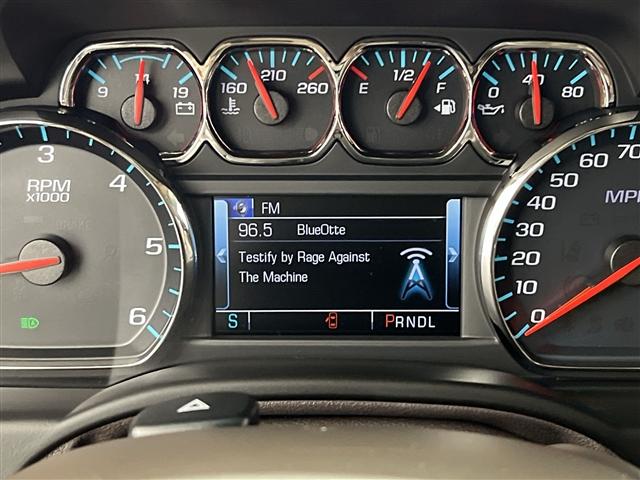 9 14 19
160 210 260
E 1/2 F
0 40 80
RPM
x1000
3
4
5
6
FM
96.5 BlueOtte
Testify by Rage Against
The Machine
S PRNDL
MPH
70
60
50
40
30
20
10
0